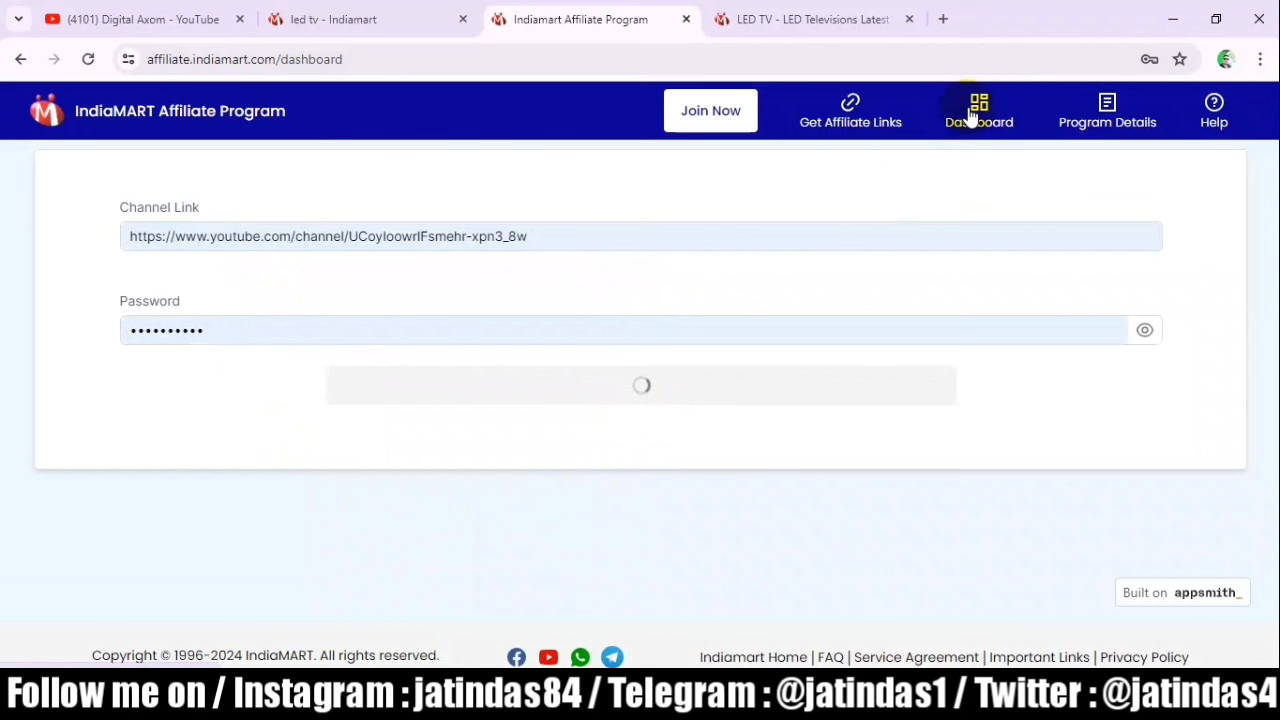 (4101) Digital Axom - YouTube
led tv - Indiamart
Indiamart Affiliate Program
LED TV - LED Televisions Latest
affiliate.indiamart.com/dashboard
IndiaMART Affiliate Program
Join Now
Get Affiliate Links
Dashboard
Program Details
Help
Channel Link
https://www.youtube.com/channel/UCoyIoowrIFsmehr-xpn3_8w
Password
Built on appsmith_
Copyright © 1996-2024 IndiaMART. All rights reserved.
Indiamart Home | FAQ | Service Agreement | Important Links | Privacy Policy
Follow me on / Instagram : jatindas84 / Telegram : @jatindas1 / Twitter : @jatindas4